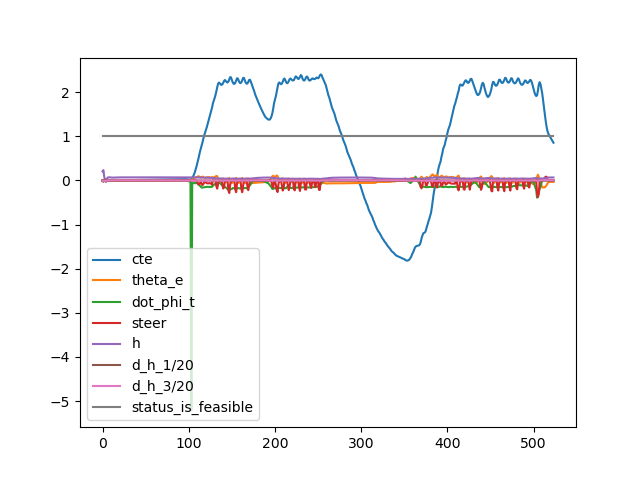 2
1
0
−1
−2
−3
−4
−5
cte
theta_e
dot_phi_t
steer
h
d_h_1/20
d_h_3/20
status_is_feasible
0 100 200 300 400 500